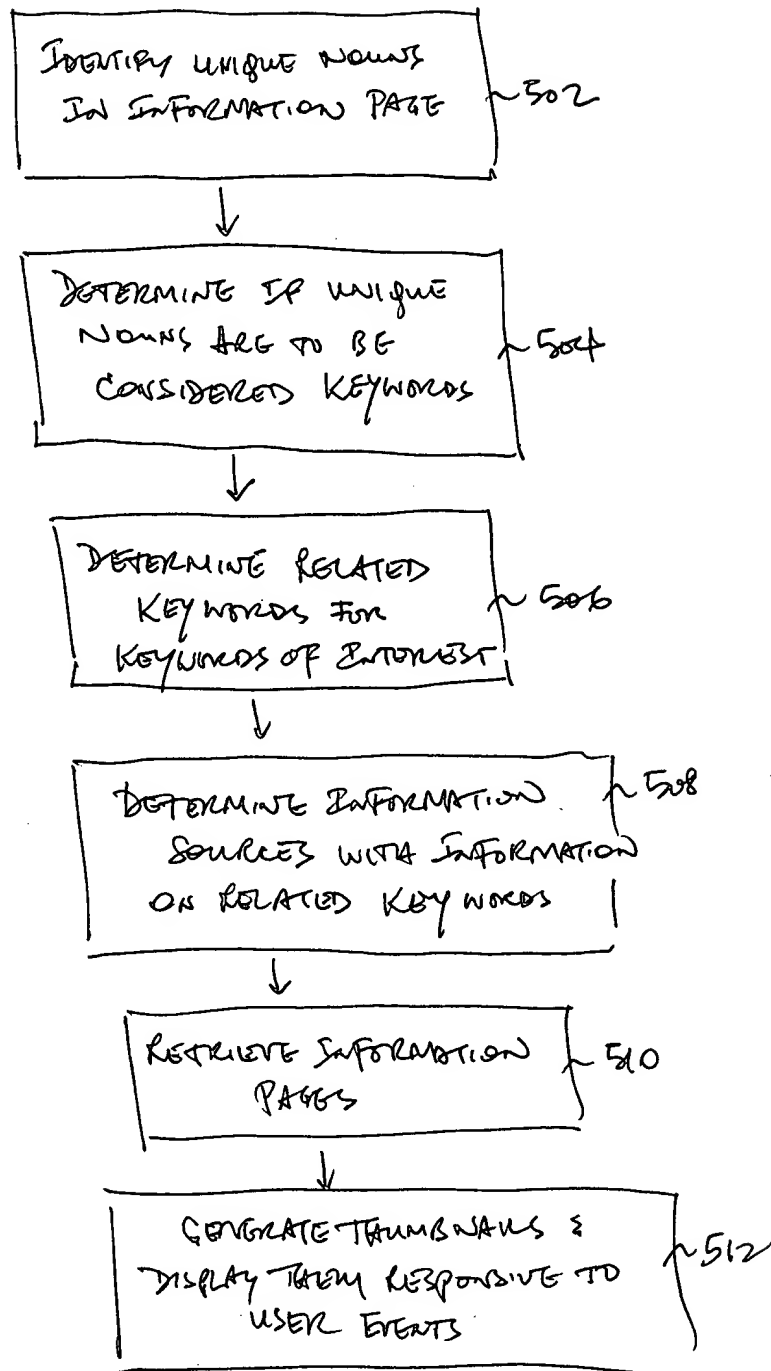 IDENTIFY UNIQUE NOUNS
IN INFORMATION PAGE
502
DETERMINE IF UNIQUE
NOUNS ARE TO BE
CONSIDERED KEYWORDS
504
DETERMINE RELATED
KEYWORDS FOR
KEYWORDS OF INTEREST
506
DETERMINE INFORMATION
508
SOURCES WITH INFORMATION
ON RELATED KEYWORDS
RETRIEVE INFORMATION
510
PAGES
GENERATE THUMBNAILS &
512
DISPLAY THEM RESPONSIVE TO
USER EVENTS